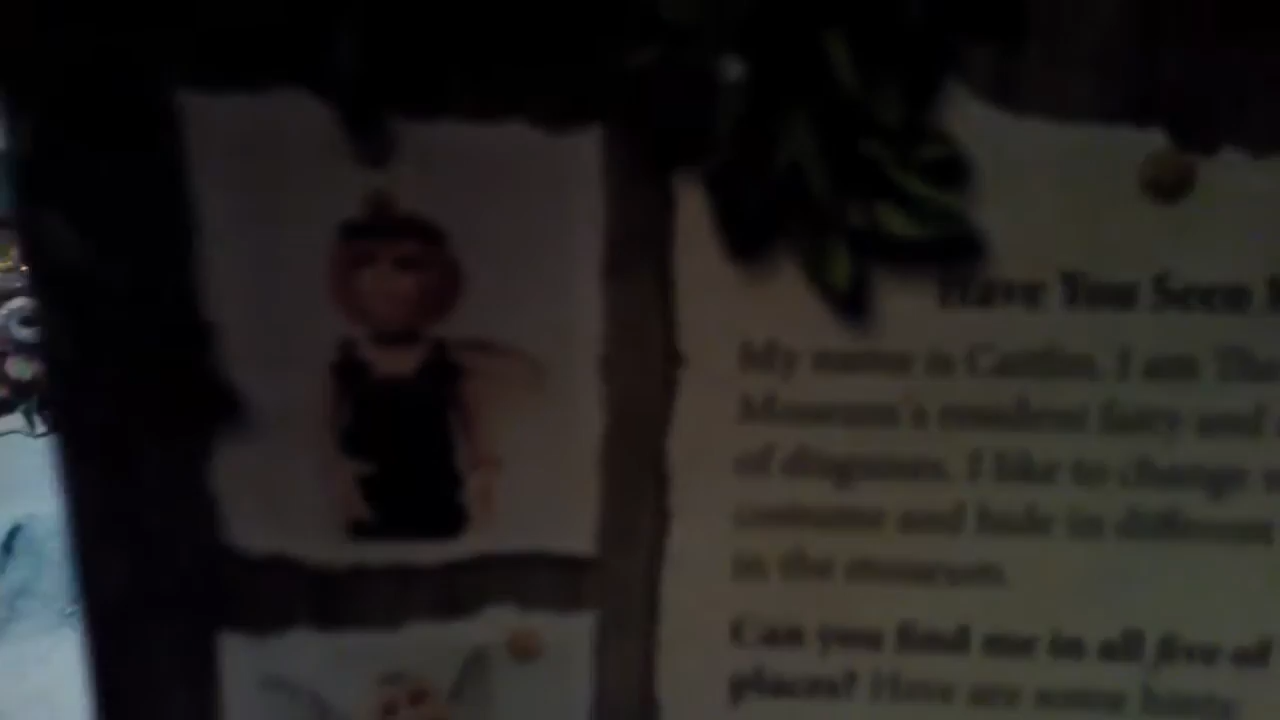 Have You Seen
My name is Caitlin. I am The
Museum's resident fairy and
of disguises. I like to change
costume and hide in different
in the museum.
Can you find me in all five of
places? Here are some hints